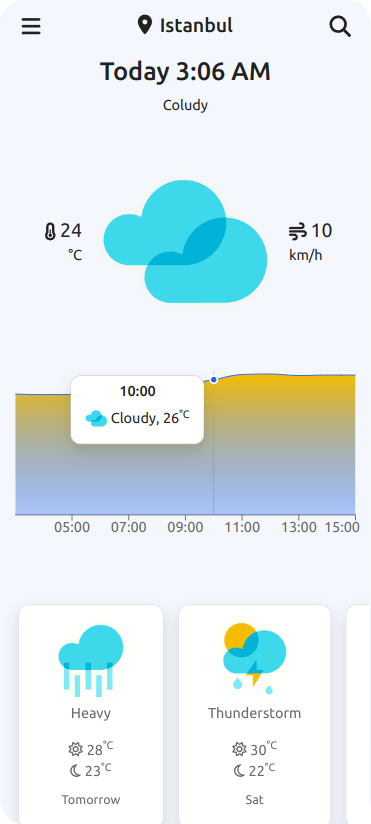 Istanbul
Today 3:06 AM
Coludy
24
°C
10
km/h
10:00
Cloudy, 26°C
05:00 07:00 09:00 11:00 13:00 15:00
Heavy
28°C
23°C
Tomorrow
Thunderstorm
30°C
22°C
Sat